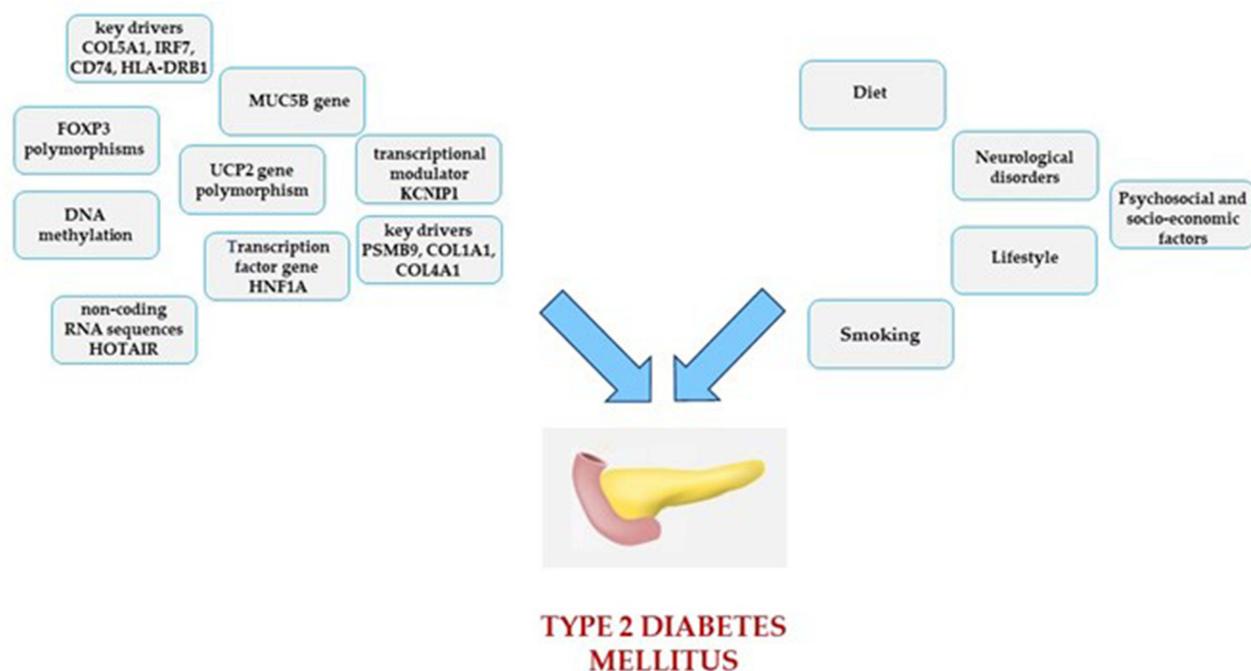 key drivers
COL5A1, IRF7,
CD74, HLA-DRB1
MUC5B gene
FOXP3
polymorphisms
UCP2 gene
polymorphism
transcriptional
modulator
KCNIP1
DNA
methylation
Transcription
factor gene
HNF1A
key drivers
PSMB9, COL1A1,
COL4A1
non-coding
RNA sequences
HOTAIR
Diet
Neurological
disorders
Psychosocial and
socio-economic
factors
Lifestyle
Smoking
TYPE 2 DIABETES
MELLITUS